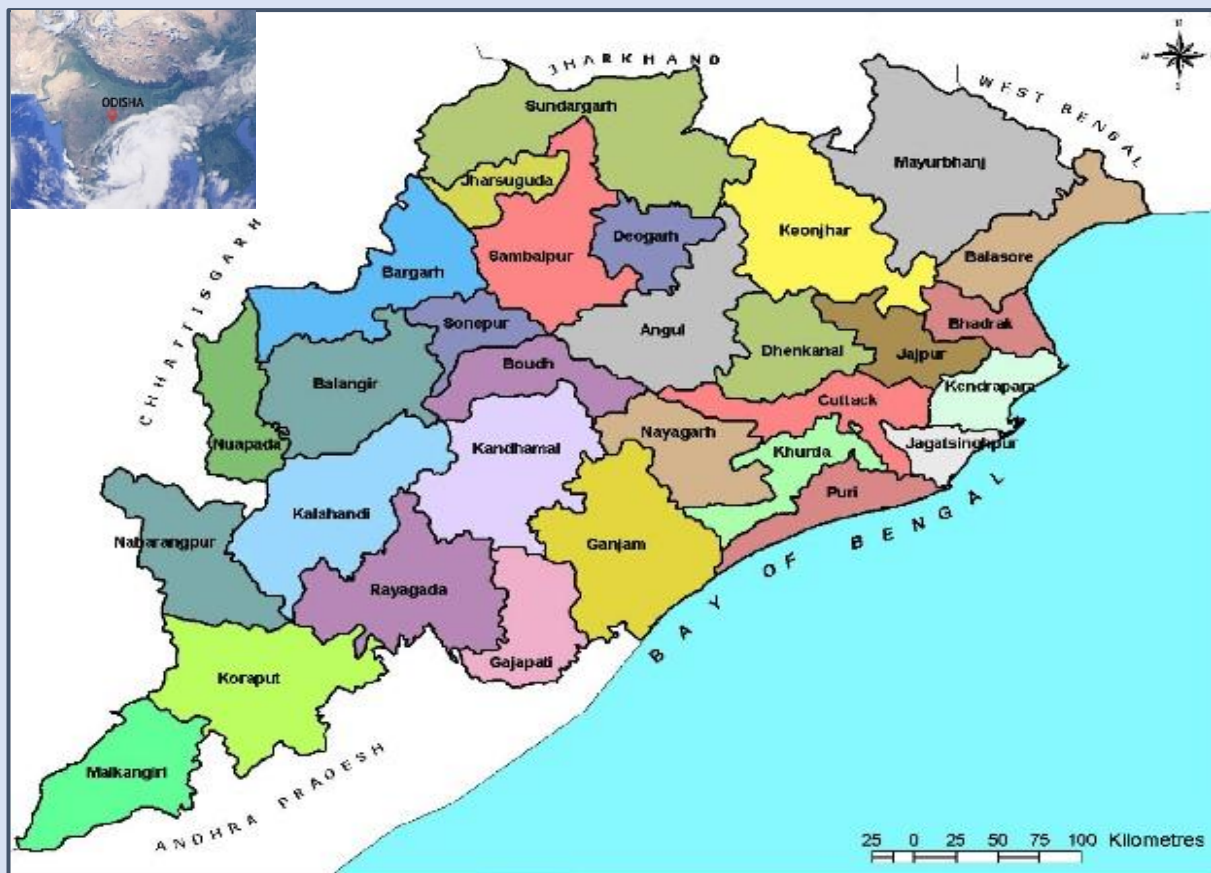 ODISHA
JHARKHAND
WEST BENGAL
N
Sundargarh
Mayurbhanj
Jharsuguda
Keonjhar
Deogarh
Sambalpur
Balasore
CHHATTISGARH
Bargarh
Sonepur
Angul
Bhadrak
Dhenkanal
Jajpur
Boudh
Balangir
Kendrapara
Cuttack
Nayagarh
Kandhamal
Nuapada
Khurda
Jagatsinghpur
Puri
Kalahandi
Nabarangpur
Ganjam
BAY OF BENGAL
Rayagada
Gajapati
Koraput
Malkangiri
ANDHRA PRADESH
25 0 25 50 75 100 Kilometres